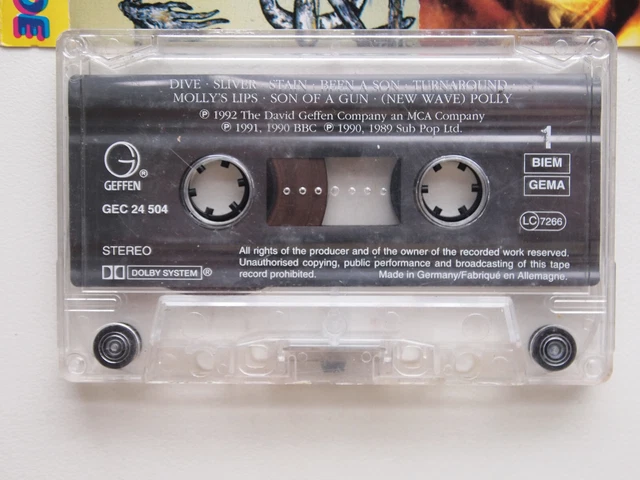 DIVE · SLIVER · STAIN · BEEN A SON · TURNAROUND
MOLLY'S LIPS · SON OF A GUN · (NEW WAVE) POLLY
℗ 1992 The David Geffen Company an MCA Company
℗ 1991, 1990 BBC ℗ 1990, 1989 Sub Pop Ltd.
1
G
®
GEFFEN
BIEM
GEMA
GEC 24 504
LC 7266
STEREO
DOLBY SYSTEM ®
All rights of the producer and of the owner of the recorded work reserved.
Unauthorised copying, public performance and broadcasting of this tape
record prohibited. Made in Germany/Fabriqué en Allemagne.